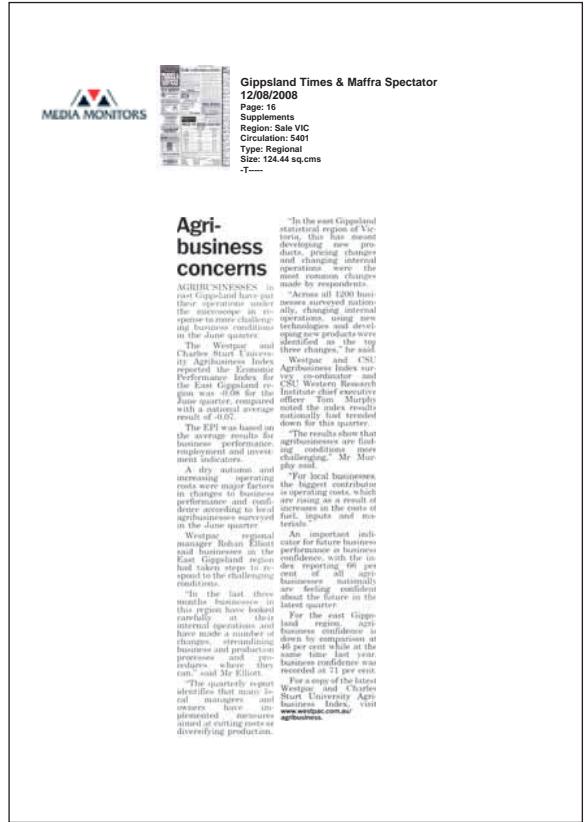 MEDIA MONITORS
Gippsland Times & Maffra Spectator
12/08/2008
Page: 16
Supplements
Region: Sale VIC
Circulation: 5401
Type: Regional
Size: 124.44 sq.cms
-T-----
Agri-
business
concerns
AGRIBUSINESSES in
east Gippsland have put
their operations under
the microscope in re-
sponse to more challeng-
ing business conditions
in the June quarter.
The Westpac and
Charles Sturt Univers-
ity Agribusiness Index
reported the Economic
Performance Index for
the East Gippsland re-
gion was -0.08 for the
June quarter, compared
with a national average
result of -0.07.
The EPI was based on
the average results for
business performance,
employment and invest-
ment indicators.
A dry autumn and
increasing operating
costs were major factors
in changes to business
performance and confi-
dence according to local
agribusinesses surveyed
in the June quarter.
Westpac regional
manager Rohan Elliott
said businesses in the
East Gippsland region
had taken steps to re-
spond to the challenging
conditions.
"In the last three
months businesses in
this region have looked
carefully at their
internal operations and
have made a number of
changes, streamlining
business and production
processes and pro-
cedures where they
can," said Mr Elliott.
"The quarterly report
identifies that many lo-
cal managers and
owners have im-
plemented measures
aimed at cutting costs or
diversifying production.
"In the east Gippsland
statistical region of Vic-
toria, this has meant
developing new pro-
ducts, pricing changes
and changing internal
operations were the
most common changes
made by respondents.
"Across all 1200 busi-
nesses surveyed nation-
ally, changing internal
operations, using new
technologies and devel-
oping new products were
identified as the top
three changes," he said.
Westpac and CSU
Agribusiness Index sur-
vey co-ordinator and
CSU Western Research
Institute chief executive
officer Tom Murphy
noted the index results
nationally had trended
down for this quarter.
"The results show that
agribusinesses are find-
ing conditions more
challenging," Mr Mur-
phy said.
"For local businesses,
the biggest contributor
is operating costs, which
are rising as a result of
increases in the costs of
fuel, inputs and ma-
terials."
An important indi-
cator for future business
performance is business
confidence, with the in-
dex reporting 66 per
cent of all agri-
businesses nationally
are feeling confident
about the future in the
latest quarter.
For the east Gipps-
land region, agri-
business confidence is
down by comparison at
46 per cent while at the
same time last year,
business confidence was
recorded at 71 per cent.
For a copy of the latest
Westpac and Charles
Sturt University Agri-
business Index, visit
www.westpac.com.au/
agribusiness.